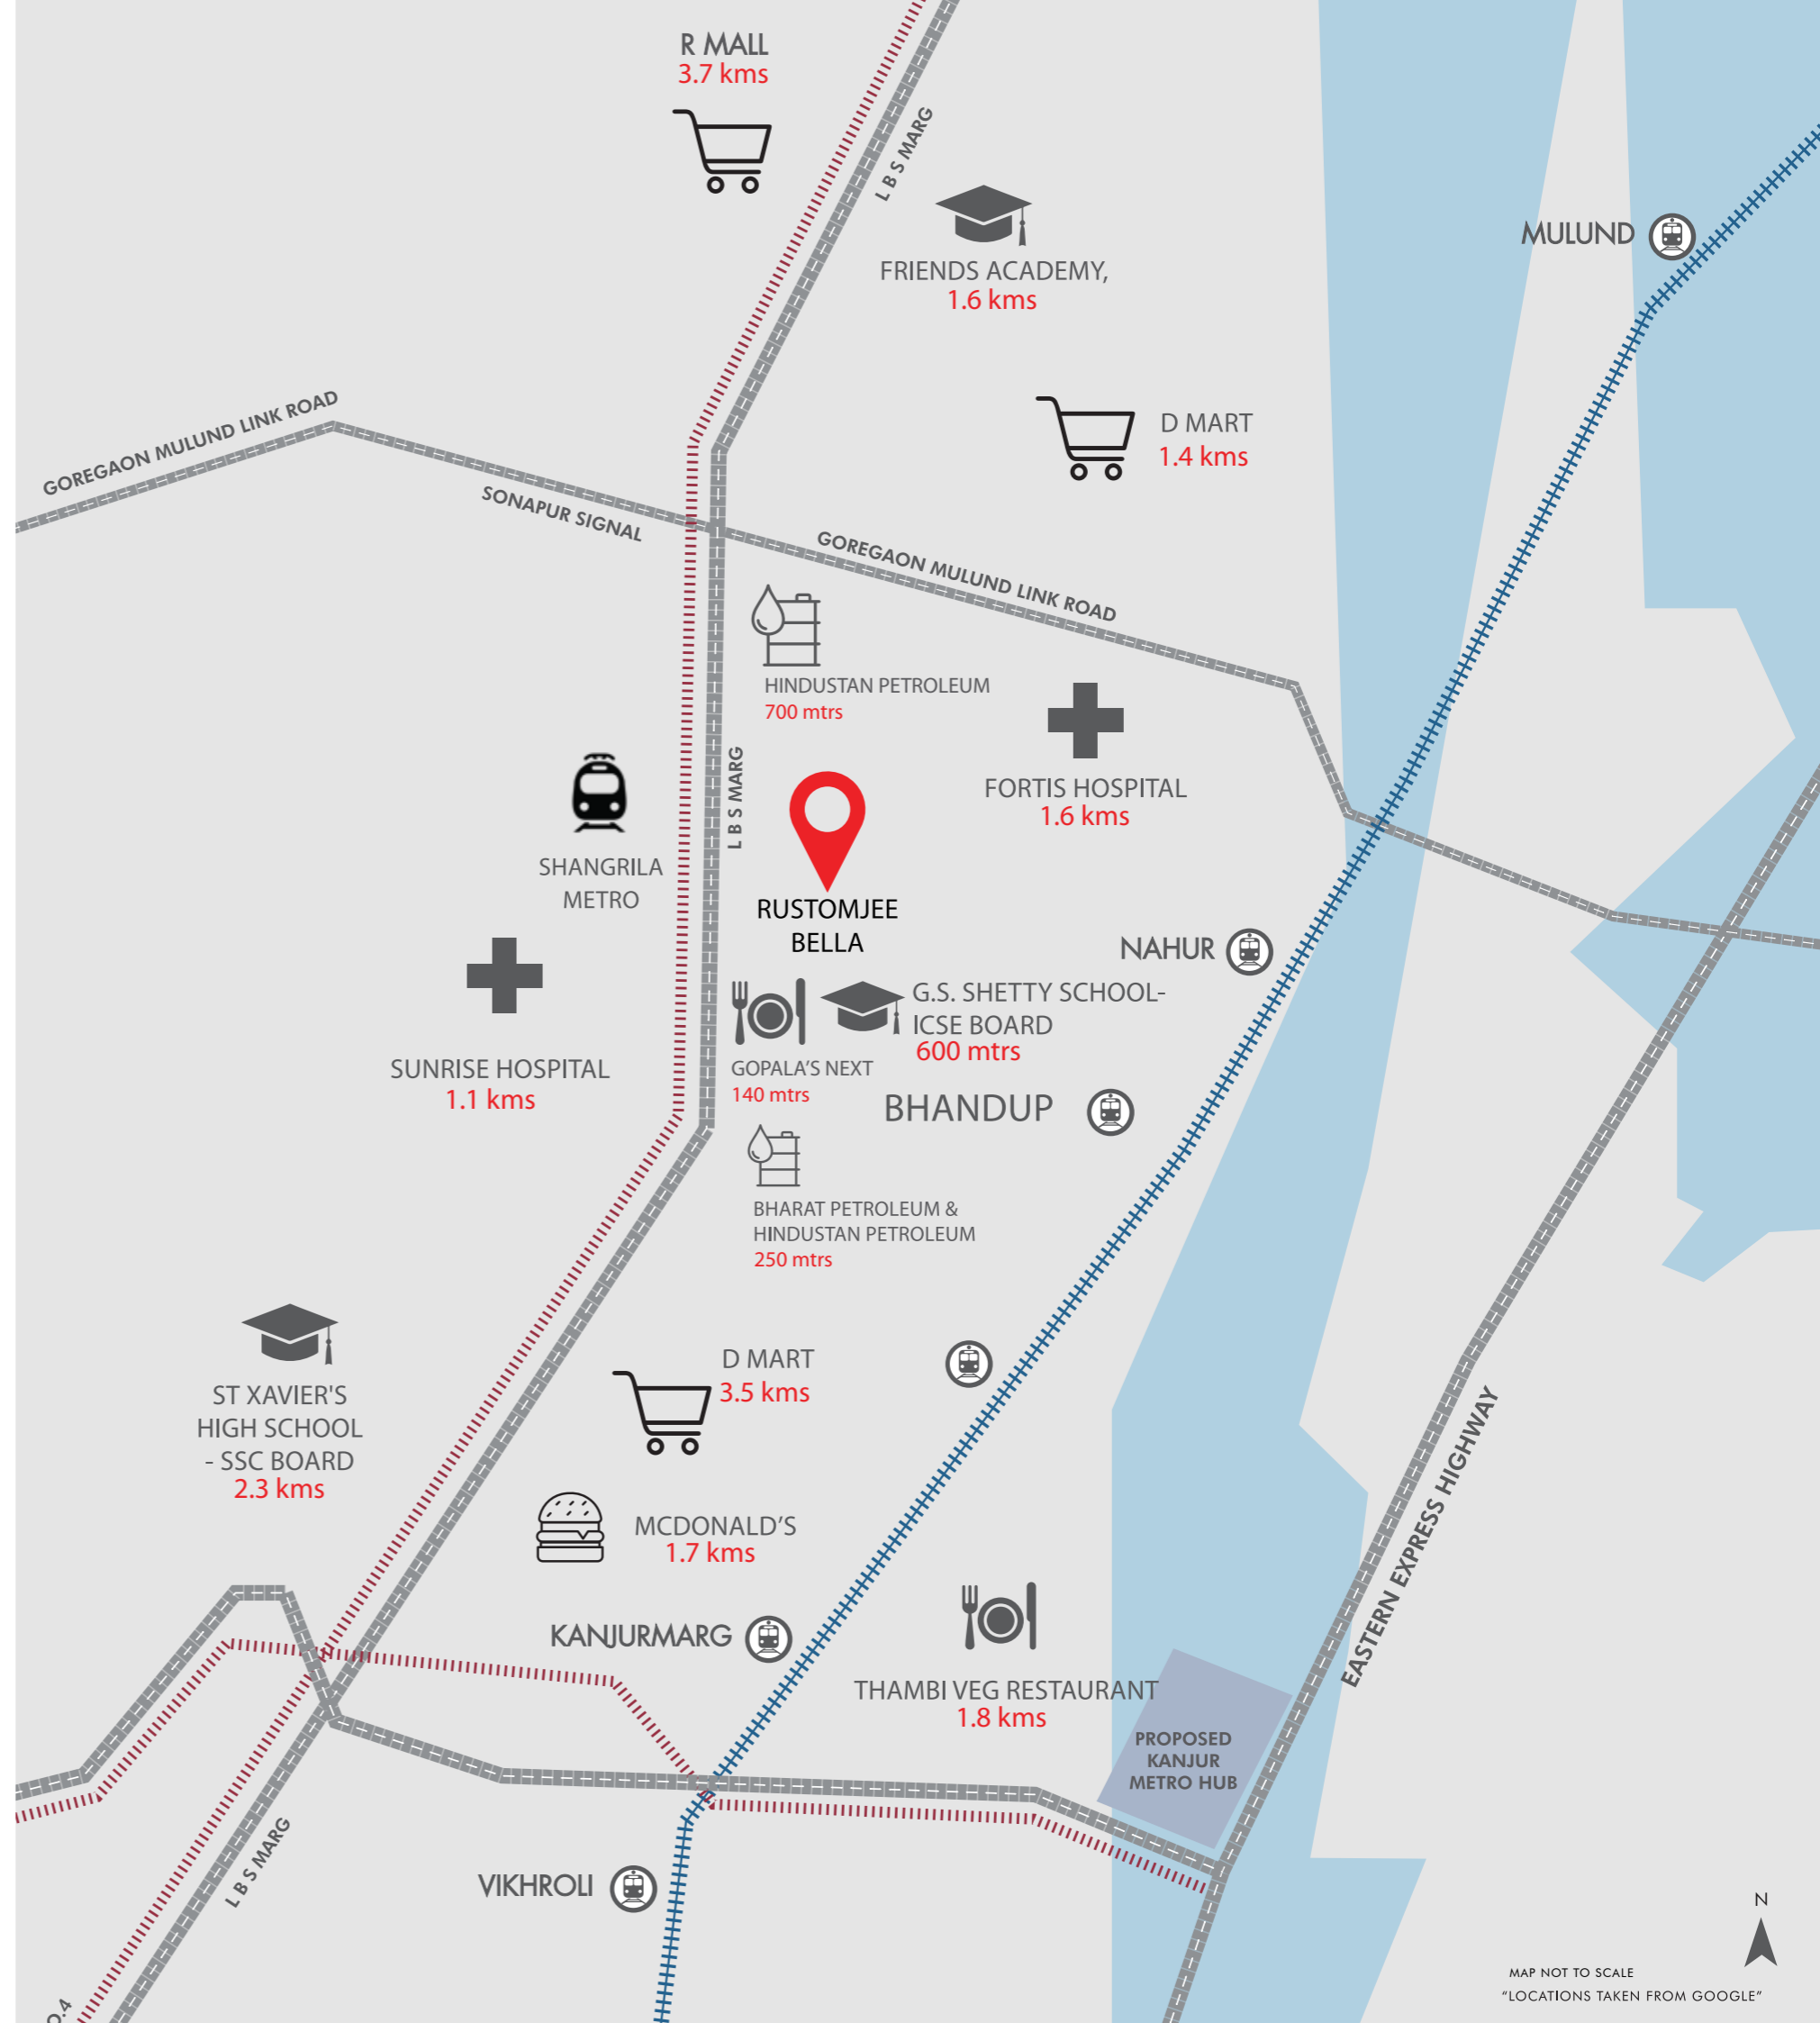 R MALL
3.7 kms
L B S MARG
FRIENDS ACADEMY,
1.6 kms
MULUND
GOREGAON MULUND LINK ROAD
SONAPUR SIGNAL
D MART
1.4 kms
GOREGAON MULUND LINK ROAD
HINDUSTAN PETROLEUM
700 mtrs
L B S MARG
FORTIS HOSPITAL
1.6 kms
SHANGRILA
METRO
RUSTOMJEE
BELLA
NAHUR
SUNRISE HOSPITAL
1.1 kms
G.S. SHETTY SCHOOL-
ICSE BOARD
600 mtrs
GOPALA'S NEXT
140 mtrs
BHANDUP
BHARAT PETROLEUM &
HINDUSTAN PETROLEUM
250 mtrs
ST XAVIER'S
HIGH SCHOOL
- SSC BOARD
2.3 kms
D MART
3.5 kms
MCDONALD'S
1.7 kms
EASTERN EXPRESS HIGHWAY
KANJURMARG
THAMBI VEG RESTAURANT
1.8 kms
PROPOSED
KANJUR
METRO HUB
L B S MARG
VIKHROLI
N
MAP NOT TO SCALE
"LOCATIONS TAKEN FROM GOOGLE"